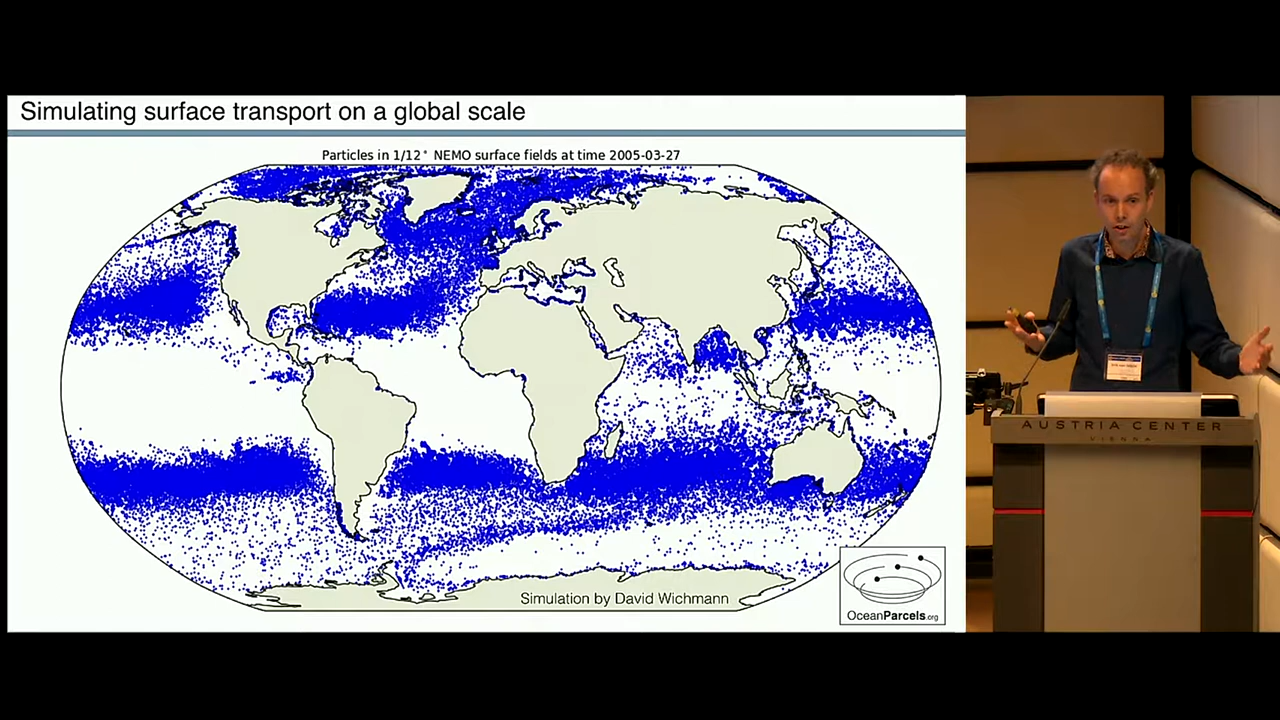 Simulating surface transport on a global scale
Particles in 1/12° NEMO surface fields at time 2005-03-27
Simulation by David Wichmann
OceanParcels.org
AUSTRIA CENTER
VIENNA